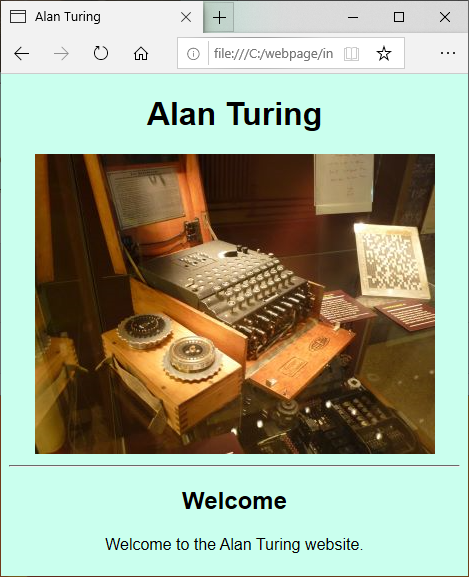 Alan Turing
file:///C:/webpage/in
Alan Turing
Welcome
Welcome to the Alan Turing website.